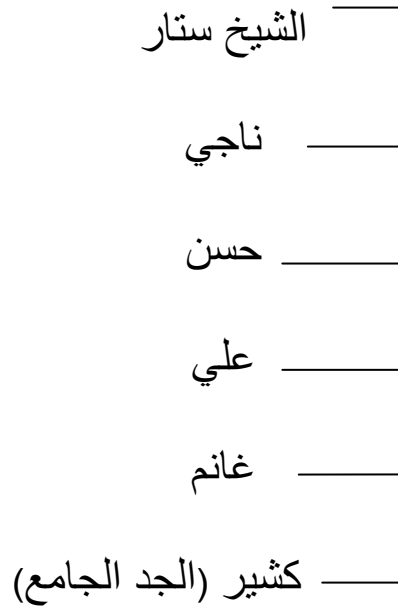 الشيخ ستار
ناجي
حسن
علي
غانم
كشير (الجد الجامع)